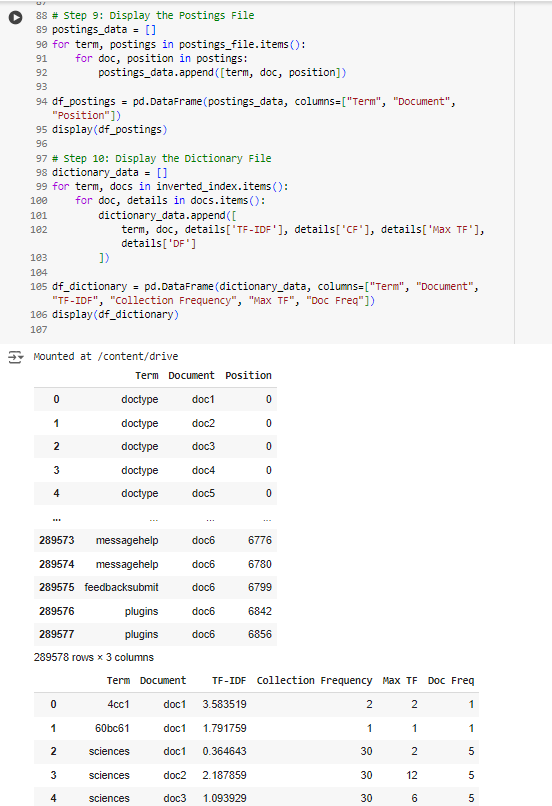 88 # Step 9: Display the Postings File
89 postings_data = []
90 for term, postings in postings_file.items():
91     for doc, position in postings:
92         postings_data.append([term, doc, position])
93
94 df_postings = pd.DataFrame(postings_data, columns=["Term", "Document",
"Position"])
95 display(df_postings)
96
97 # Step 10: Display the Dictionary File
98 dictionary_data = []
99 for term, docs in inverted_index.items():
100     for doc, details in docs.items():
101         dictionary_data.append([
102             term, doc, details['TF-IDF'], details['CF'], details['Max TF'],
            details['DF']
103         ])
104
105 df_dictionary = pd.DataFrame(dictionary_data, columns=["Term", "Document",
"TF-IDF", "Collection Frequency", "Max TF", "Doc Freq"])
106 display(df_dictionary)
107
Mounted at /content/drive
Term Document Position
0 doctype doc1 0
1 doctype doc2 0
2 doctype doc3 0
3 doctype doc4 0
4 doctype doc5 0
... ... ... ...
289573 messagehelp doc6 6776
289574 messagehelp doc6 6780
289575 feedbacksubmit doc6 6799
289576 plugins doc6 6842
289577 plugins doc6 6856
289578 rows × 3 columns
Term Document TF-IDF Collection Frequency Max TF Doc Freq
0 4cc1 doc1 3.583519 2 2 1
1 60bc61 doc1 1.791759 1 1 1
2 sciences doc1 0.364643 30 2 5
3 sciences doc2 2.187859 30 12 5
4 sciences doc3 1.093929 30 6 5